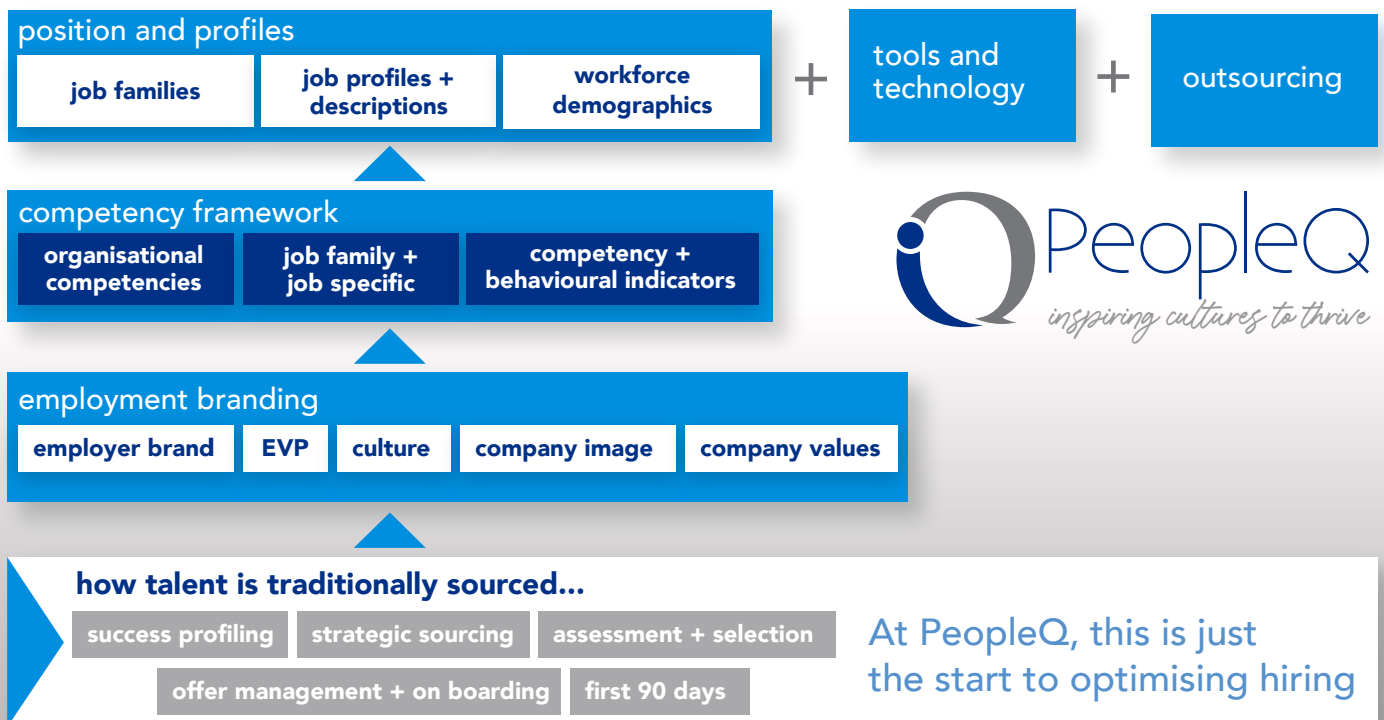 position and profiles
job families
job profiles +
descriptions
workforce
demographics
+
tools and
technology
+
outsourcing
competency framework
organisational
competencies
job family +
job specific
competency +
behavioural indicators
PeopleQ
inspiring cultures to thrive
employment branding
employer brand
EVP
culture
company image
company values
how talent is traditionally sourced...
success profiling
strategic sourcing
assessment + selection
offer management + on boarding
first 90 days
At PeopleQ, this is just
the start to optimising hiring